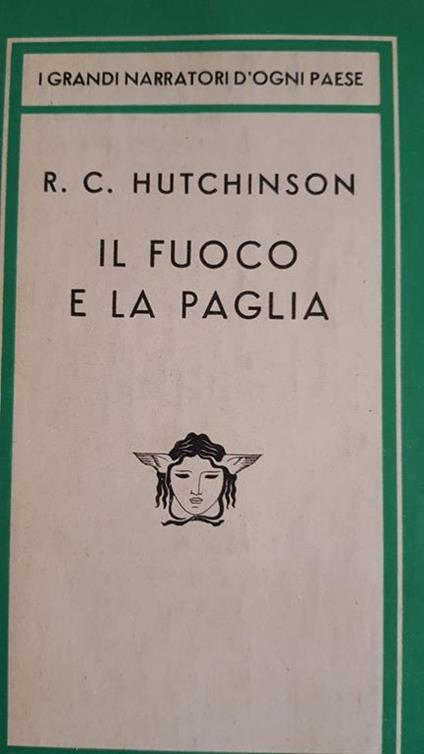 I GRANDI NARRATORI D'OGNI PAESE
R. C. HUTCHINSON
IL FUOCO
E LA PAGLIA